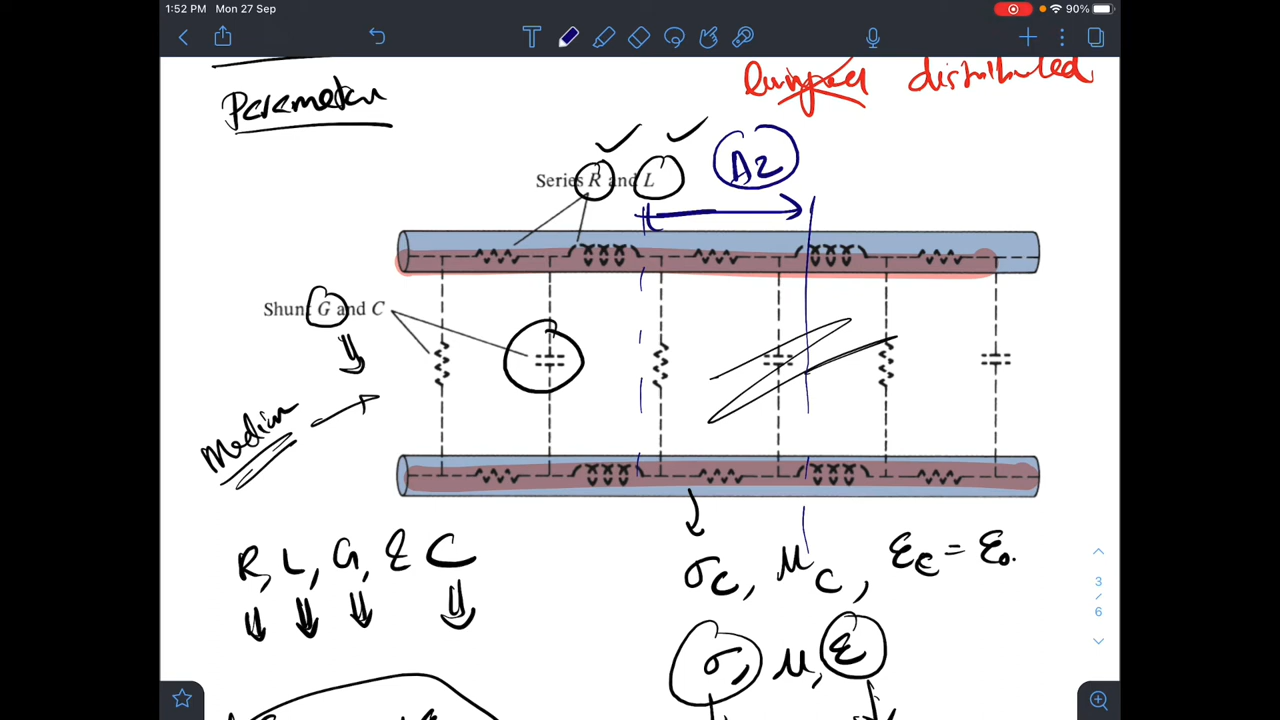 1:52 PM Mon 27 Sep
90%
Parameter
Lumped distributed
Series R and L
Δz
Shunt G and C
Medium
3
/
6
R, L, G, & C
σc, μc, εc = ε0.
σ, μ, ε